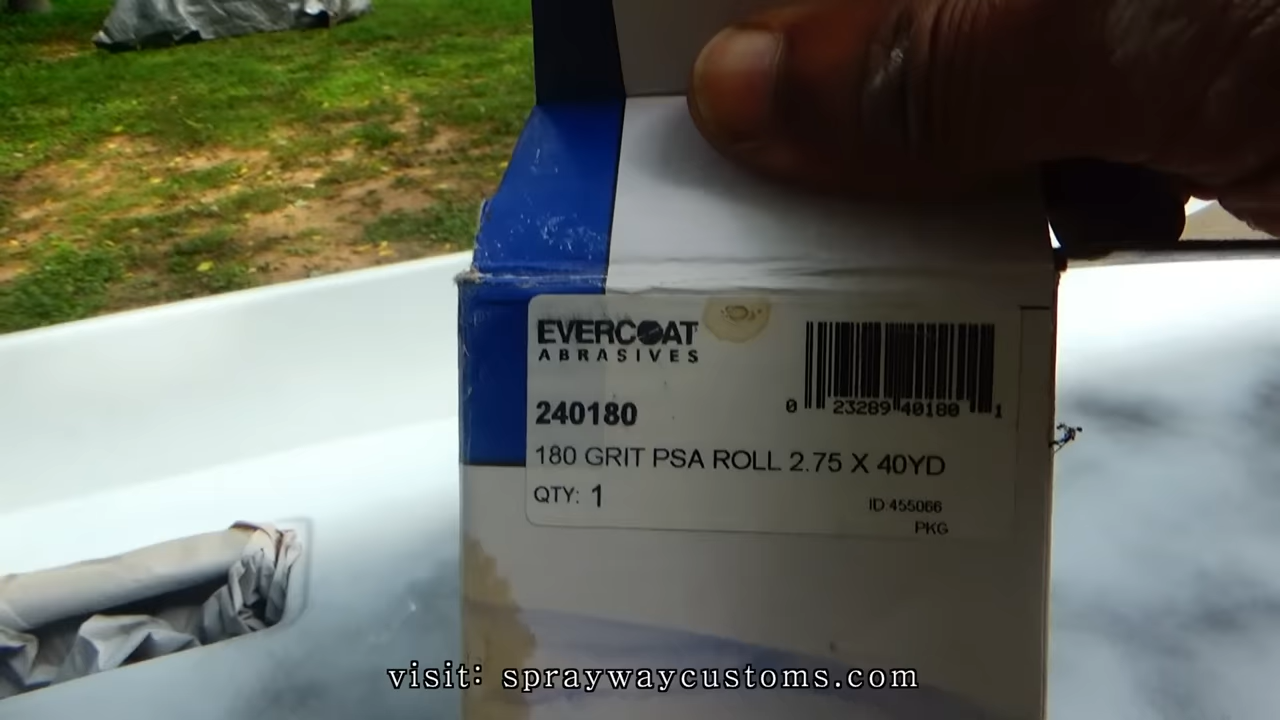 EVERCOAT
ABRASIVES
0 23289 40180 1
240180
180 GRIT PSA ROLL 2.75 X 40YD
QTY: 1
ID:455066
PKG
visit: spraywaycustoms.com